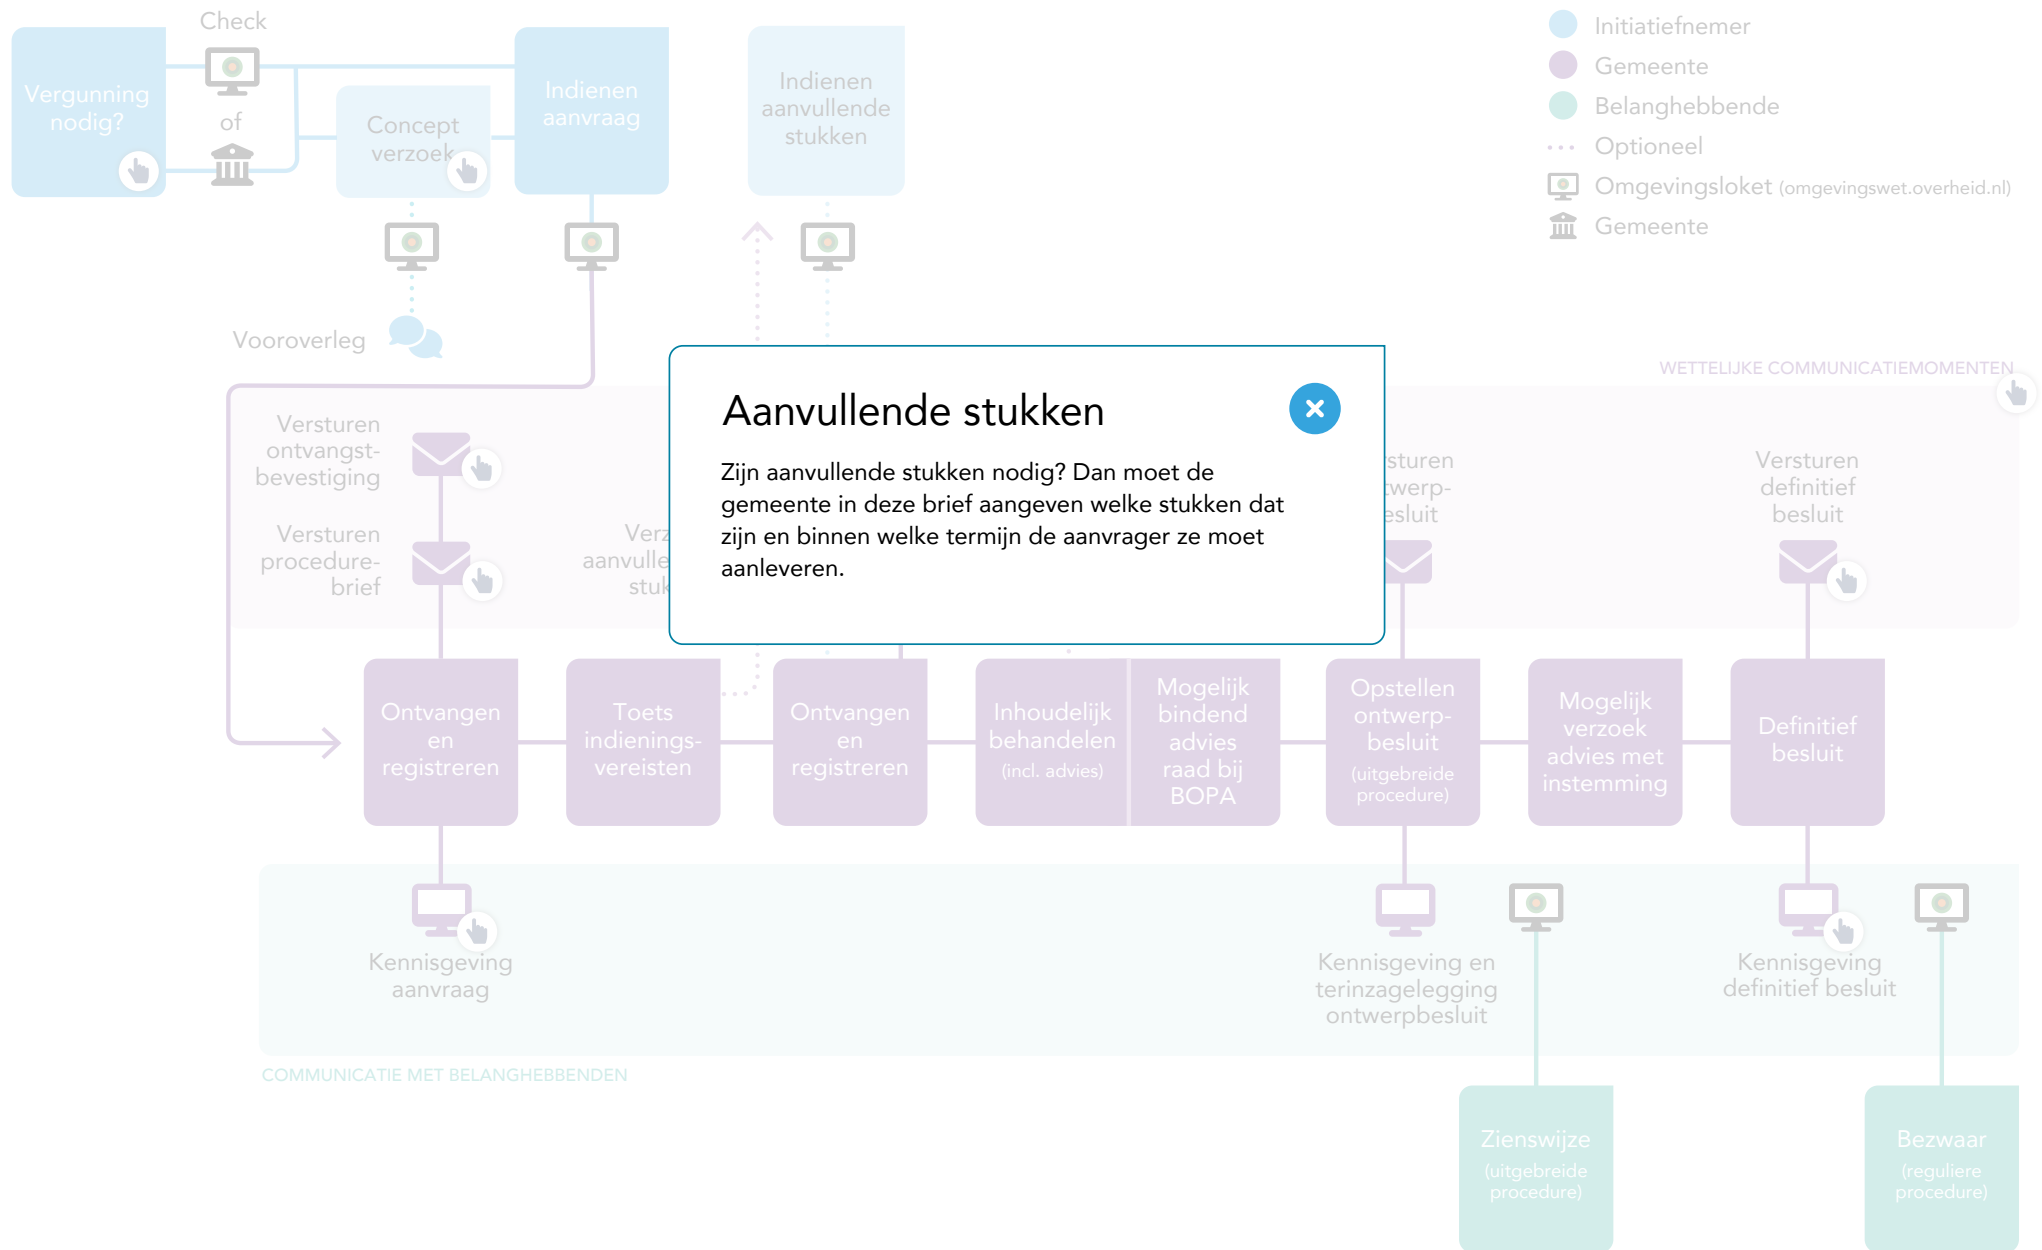 Check
Vergunning
nodig?
of
Concept
verzoek
Indienen
aanvraag
Indienen
aanvullende
stukken
Initiatiefnemer
Gemeente
Belanghebbende
Optioneel
Omgevingsloket (omgevingswet.overheid.nl)
Gemeente
Vooroverleg
WETTELIJKE COMMUNICATIEMOMENTEN
Versturen
ontvangst-
bevestiging
Versturen
procedure-
brief
Aanvullende stukken
Zijn aanvullende stukken nodig? Dan moet de
gemeente in deze brief aangeven welke stukken dat
zijn en binnen welke termijn de aanvrager ze moet
aanleveren.
Versturen
definitief
besluit
Ontvangen
en
registreren
Toets
indienings-
vereisten
Ontvangen
en
registreren
Inhoudelijk
behandelen
(incl. advies)
Mogelijk
bindend
advies
raad bij
BOPA
Opstellen
ontwerp-
besluit
(uitgebreide
procedure)
Mogelijk
verzoek
advies met
instemming
Definitief
besluit
Kennisgeving
aanvraag
Kennisgeving en
terinzagelegging
ontwerpbesluit
Kennisgeving
definitief besluit
COMMUNICATIE MET BELANGHEBBENDEN
Zienswijze
(uitgebreide
procedure)
Bezwaar
(reguliere
procedure)